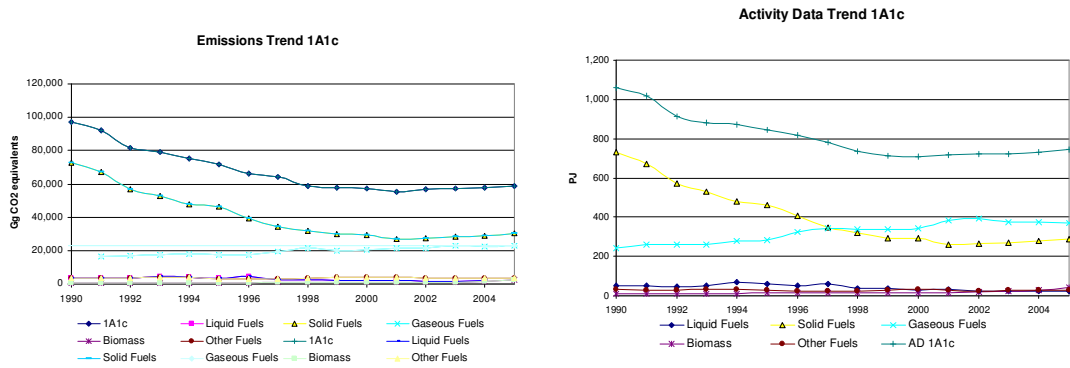 Emissions Trend 1A1c
Gg CO2 equivalents
120,000
100,000
80,000
60,000
40,000
20,000
0
1990 1992 1994 1996 1998 2000 2002 2004
1A1c Liquid Fuels Solid Fuels Gaseous Fuels
Biomass Other Fuels 1A1c Liquid Fuels
Solid Fuels Gaseous Fuels Biomass Other Fuels
Activity Data Trend 1A1c
PJ
1,200
1,000
800
600
400
200
0
1990 1992 1994 1996 1998 2000 2002 2004
Liquid Fuels Solid Fuels Gaseous Fuels
Biomass Other Fuels AD 1A1c